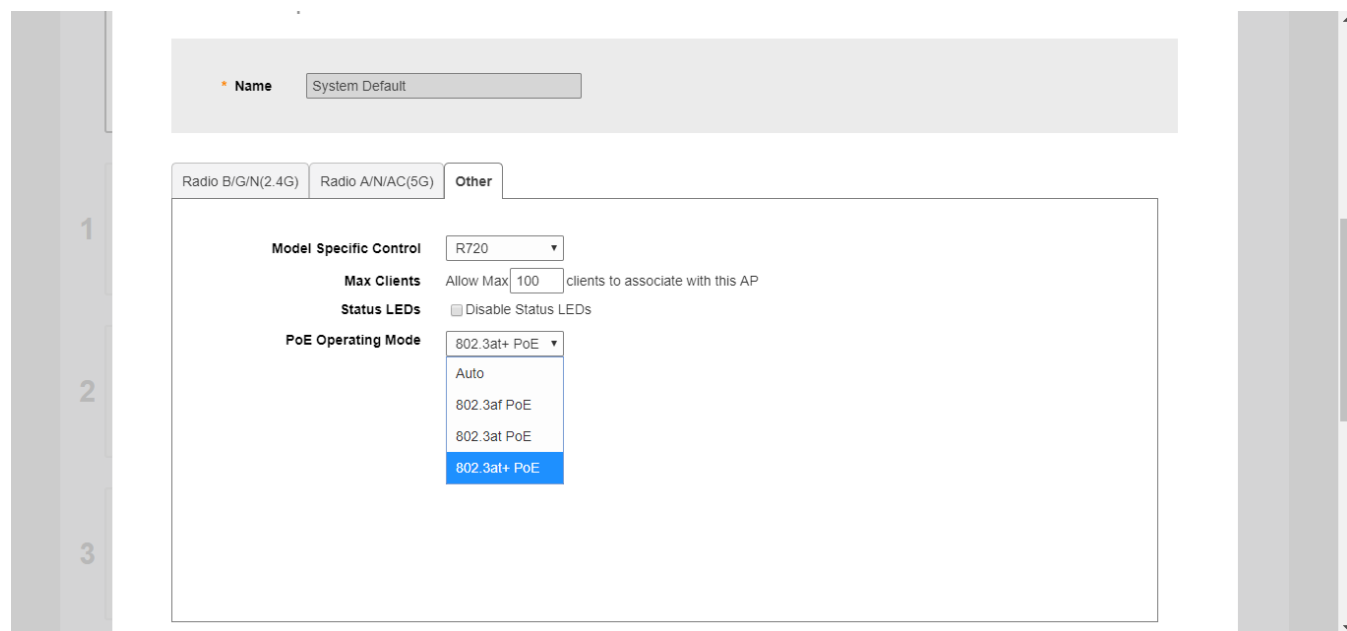 * Name System Default
Radio B/G/N(2.4G) Radio A/N/AC(5G) Other
1
Model Specific Control R720
Max Clients Allow Max 100 clients to associate with this AP
Status LEDs Disable Status LEDs
PoE Operating Mode 802.3at+ PoE
Auto
2
802.3af PoE
802.3at PoE
802.3at+ PoE
3